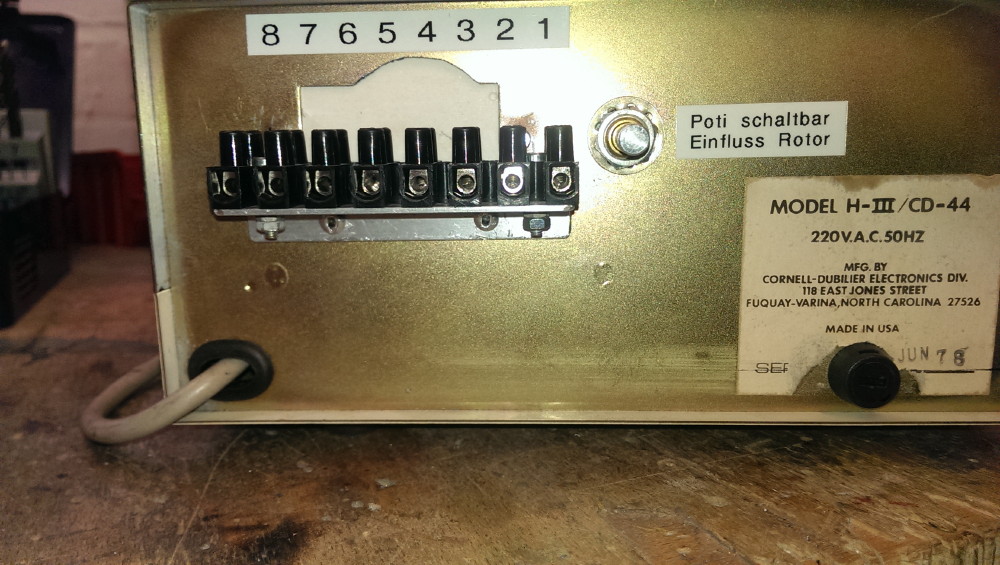 8 7 6 5 4 3 2 1
Poti schaltbar
Einfluss Rotor
MODEL H-III/CD-44
220V.A.C.50HZ
MFG. BY
CORNELL-DUBILIER ELECTRONICS DIV.
118 EAST JONES STREET
FUQUAY-VARINA, NORTH CAROLINA 27526
MADE IN USA
JUN 78